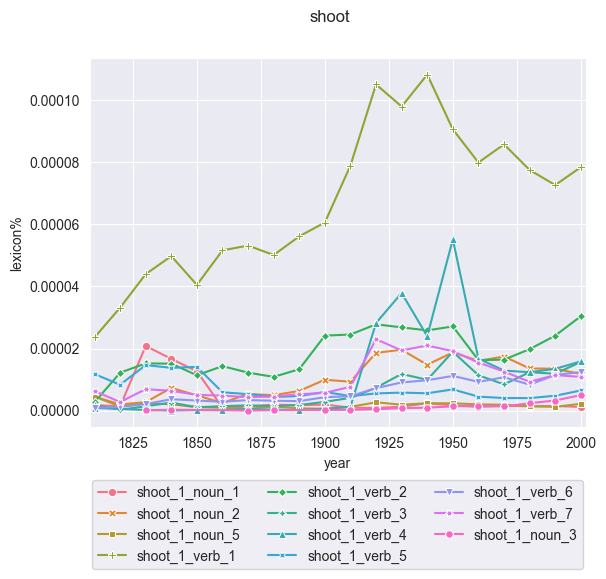 shoot
0.00010
0.00008
0.00006
0.00004
0.00002
0.00000
lexicon%
1825 1850 1875 1900 1925 1950 1975 2000
year
shoot_1_noun_1 shoot_1_verb_2 shoot_1_verb_6
shoot_1_noun_2 shoot_1_verb_3 shoot_1_verb_7
shoot_1_noun_5 shoot_1_verb_4 shoot_1_noun_3
shoot_1_verb_1 shoot_1_verb_5